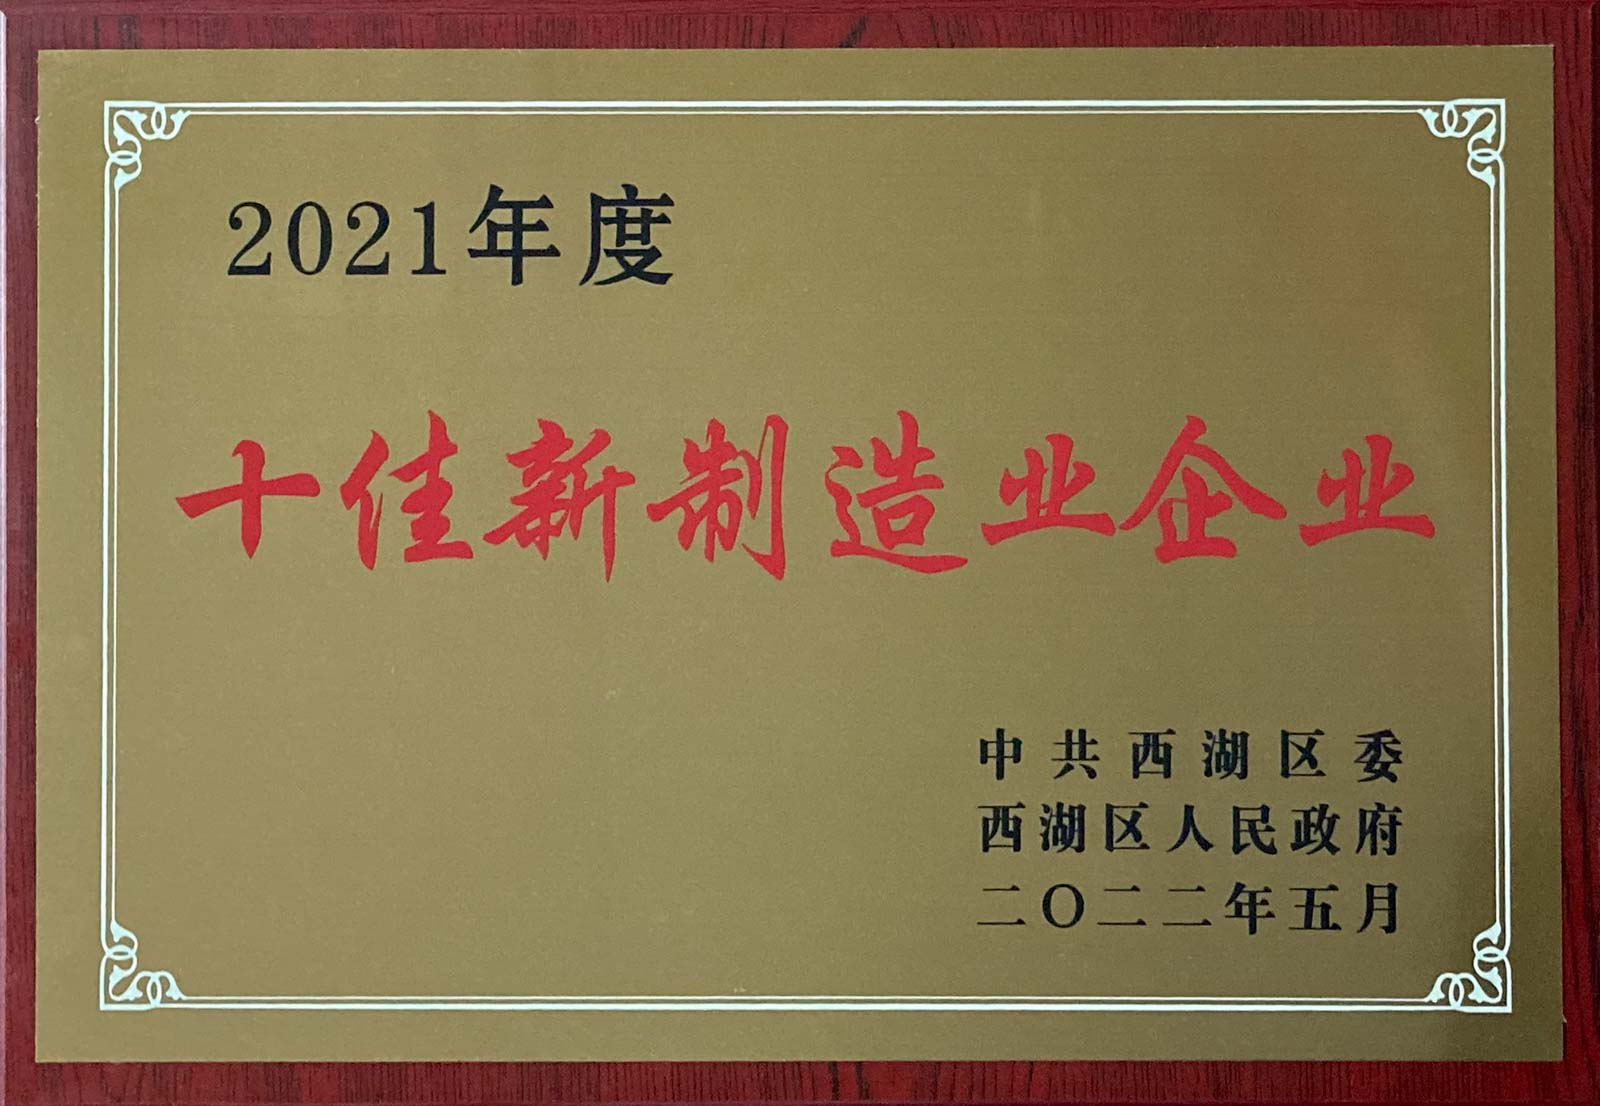 2021年度
十佳新制造业企业
中共西湖区委
西湖区人民政府
二〇二二年五月